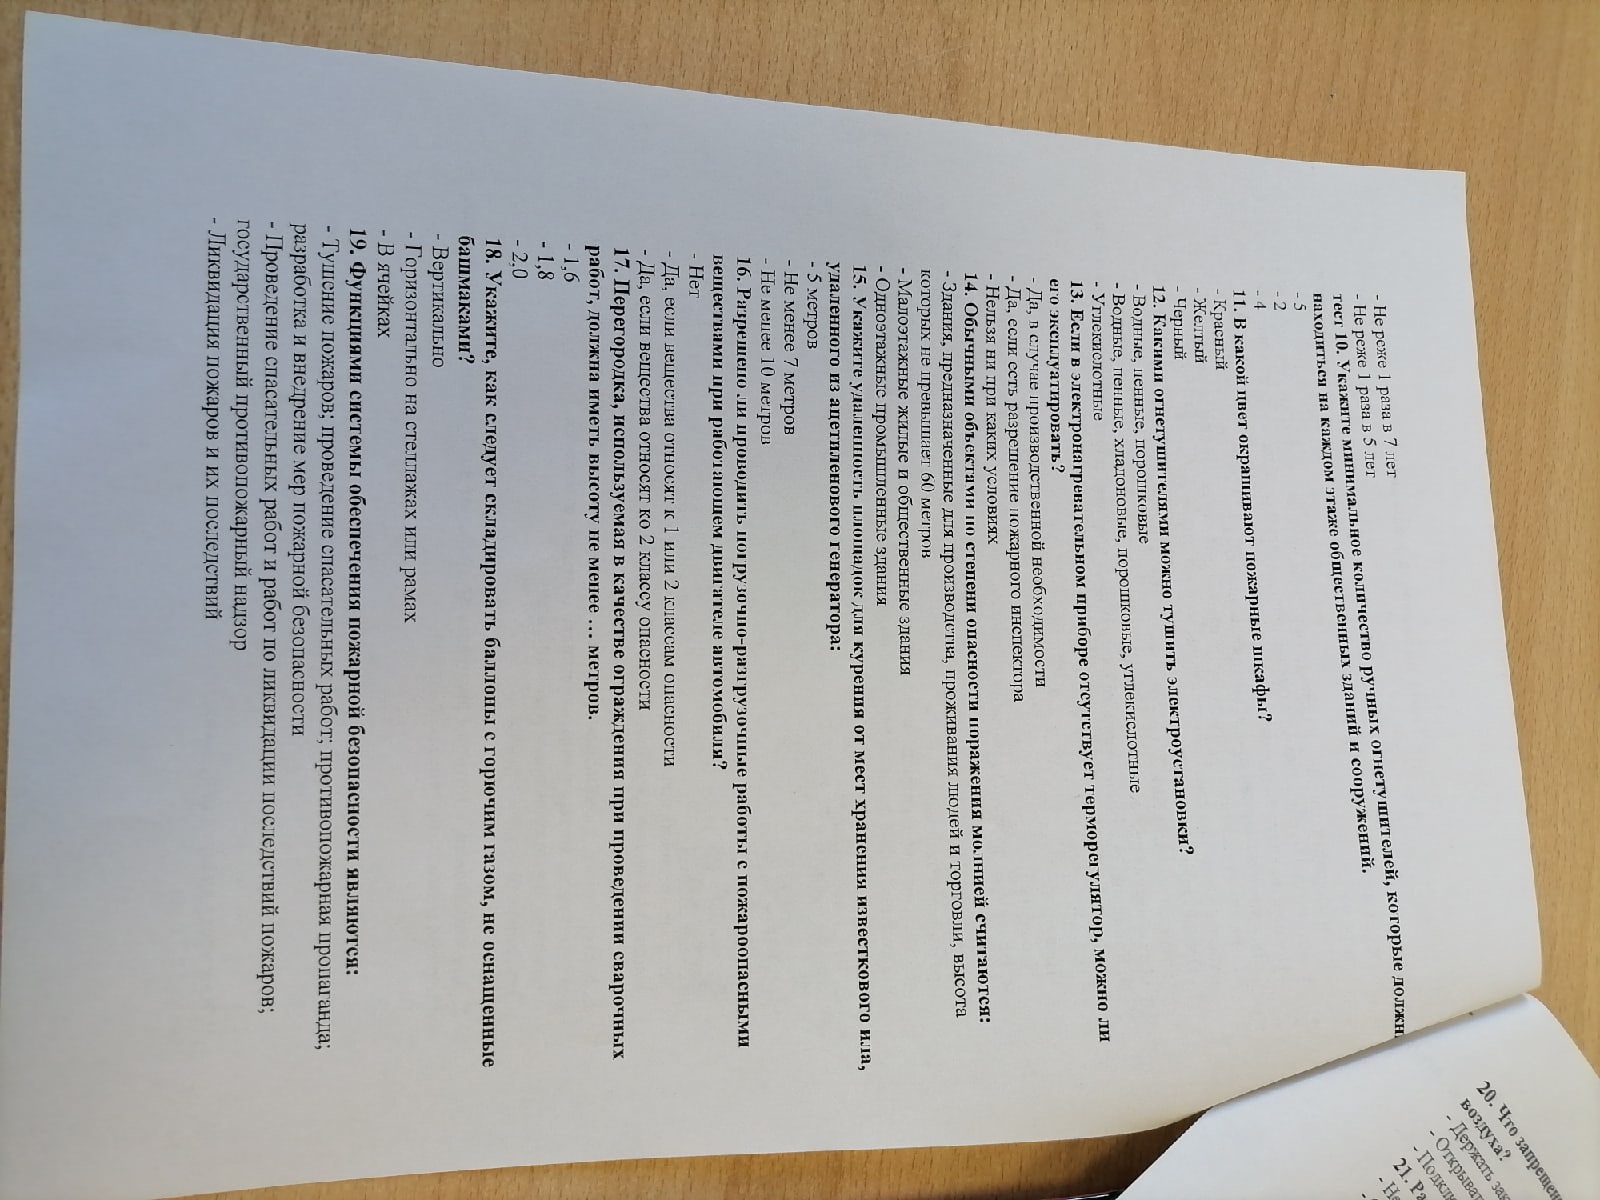 - Не реже 1 раза в 7 лет
- Не реже 1 раза в 5 лет
тест 10. Укажите минимальное количество ручных огнетушителей, которые должн
находиться на каждом этаже общественных зданий и сооружений.
- 5
- 2
- 4
11. В какой цвет окрашивают пожарные шкафы?
- Красный
- Желтый
- Черный
12. Какими огнетушителями можно тушить электроустановки?
- Водные, пенные, порошковые
- Водные, пенные, хладоновые, порошковые, углекислотные
- Углекислотные
13. Если в электронагревательном приборе отсутствует терморегулятор, можно ли
его эксплуатировать?
- Да, в случае производственной необходимости
- Да, если есть разрешение пожарного инспектора
- Нельзя ни при каких условиях
14. Обычными объектами по степени опасности поражения молнией считаются:
- Здания, предназначенные для производства, проживания людей и торговли, высота
которых не превышает 60 метров
- Малоэтажные жилые и общественные здания
- Одноэтажные промышленные здания
15. Укажите удаленность площадок для курения от мест хранения известкового ила,
удаленного из ацетиленового генератора:
- 5 метров
- Не менее 7 метров
- Не менее 10 метров
16. Разрешено ли проводить погрузочно-разгрузочные работы с пожароопасными
веществами при работающем двигателе автомобиля?
- Нет
- Да, если вещества относят к 1 или 2 классам опасности
- Да, если вещества относят ко 2 классу опасности
17. Перегородка, используемая в качестве ограждения при проведении сварочных
работ, должна иметь высоту не менее … метров.
- 1,6
- 1,8
- 2,0
18. Укажите, как следует складировать баллоны с горючим газом, не оснащенные
башмаками?
- Вертикально
- Горизонтально на стеллажах или рамах
- В ячейках
19. Функциями системы обеспечения пожарной безопасности являются:
- Тушение пожаров; проведение спасательных работ; противопожарная пропаганда;
разработка и внедрение мер пожарной безопасности
- Проведение спасательных работ и работ по ликвидации последствий пожаров;
государственный противопожарный надзор
- Ликвидация пожаров и их последствий
20. Что запрещен
воздуха?
- Держать зак
- Открыват
- Подклю
21. Ра
- Не